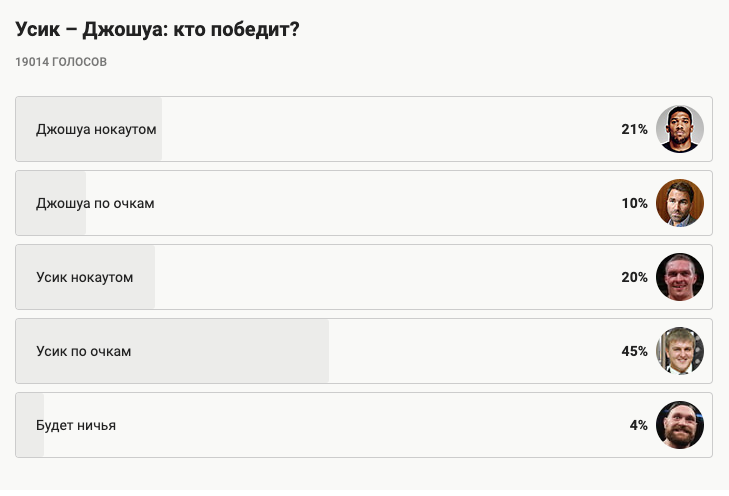 Усик – Джошуа: кто победит?
19014 ГОЛОСОВ
Джошуа нокаутом 21%
Джошуа по очкам 10%
Усик нокаутом 20%
Усик по очкам 45%
Будет ничья 4%